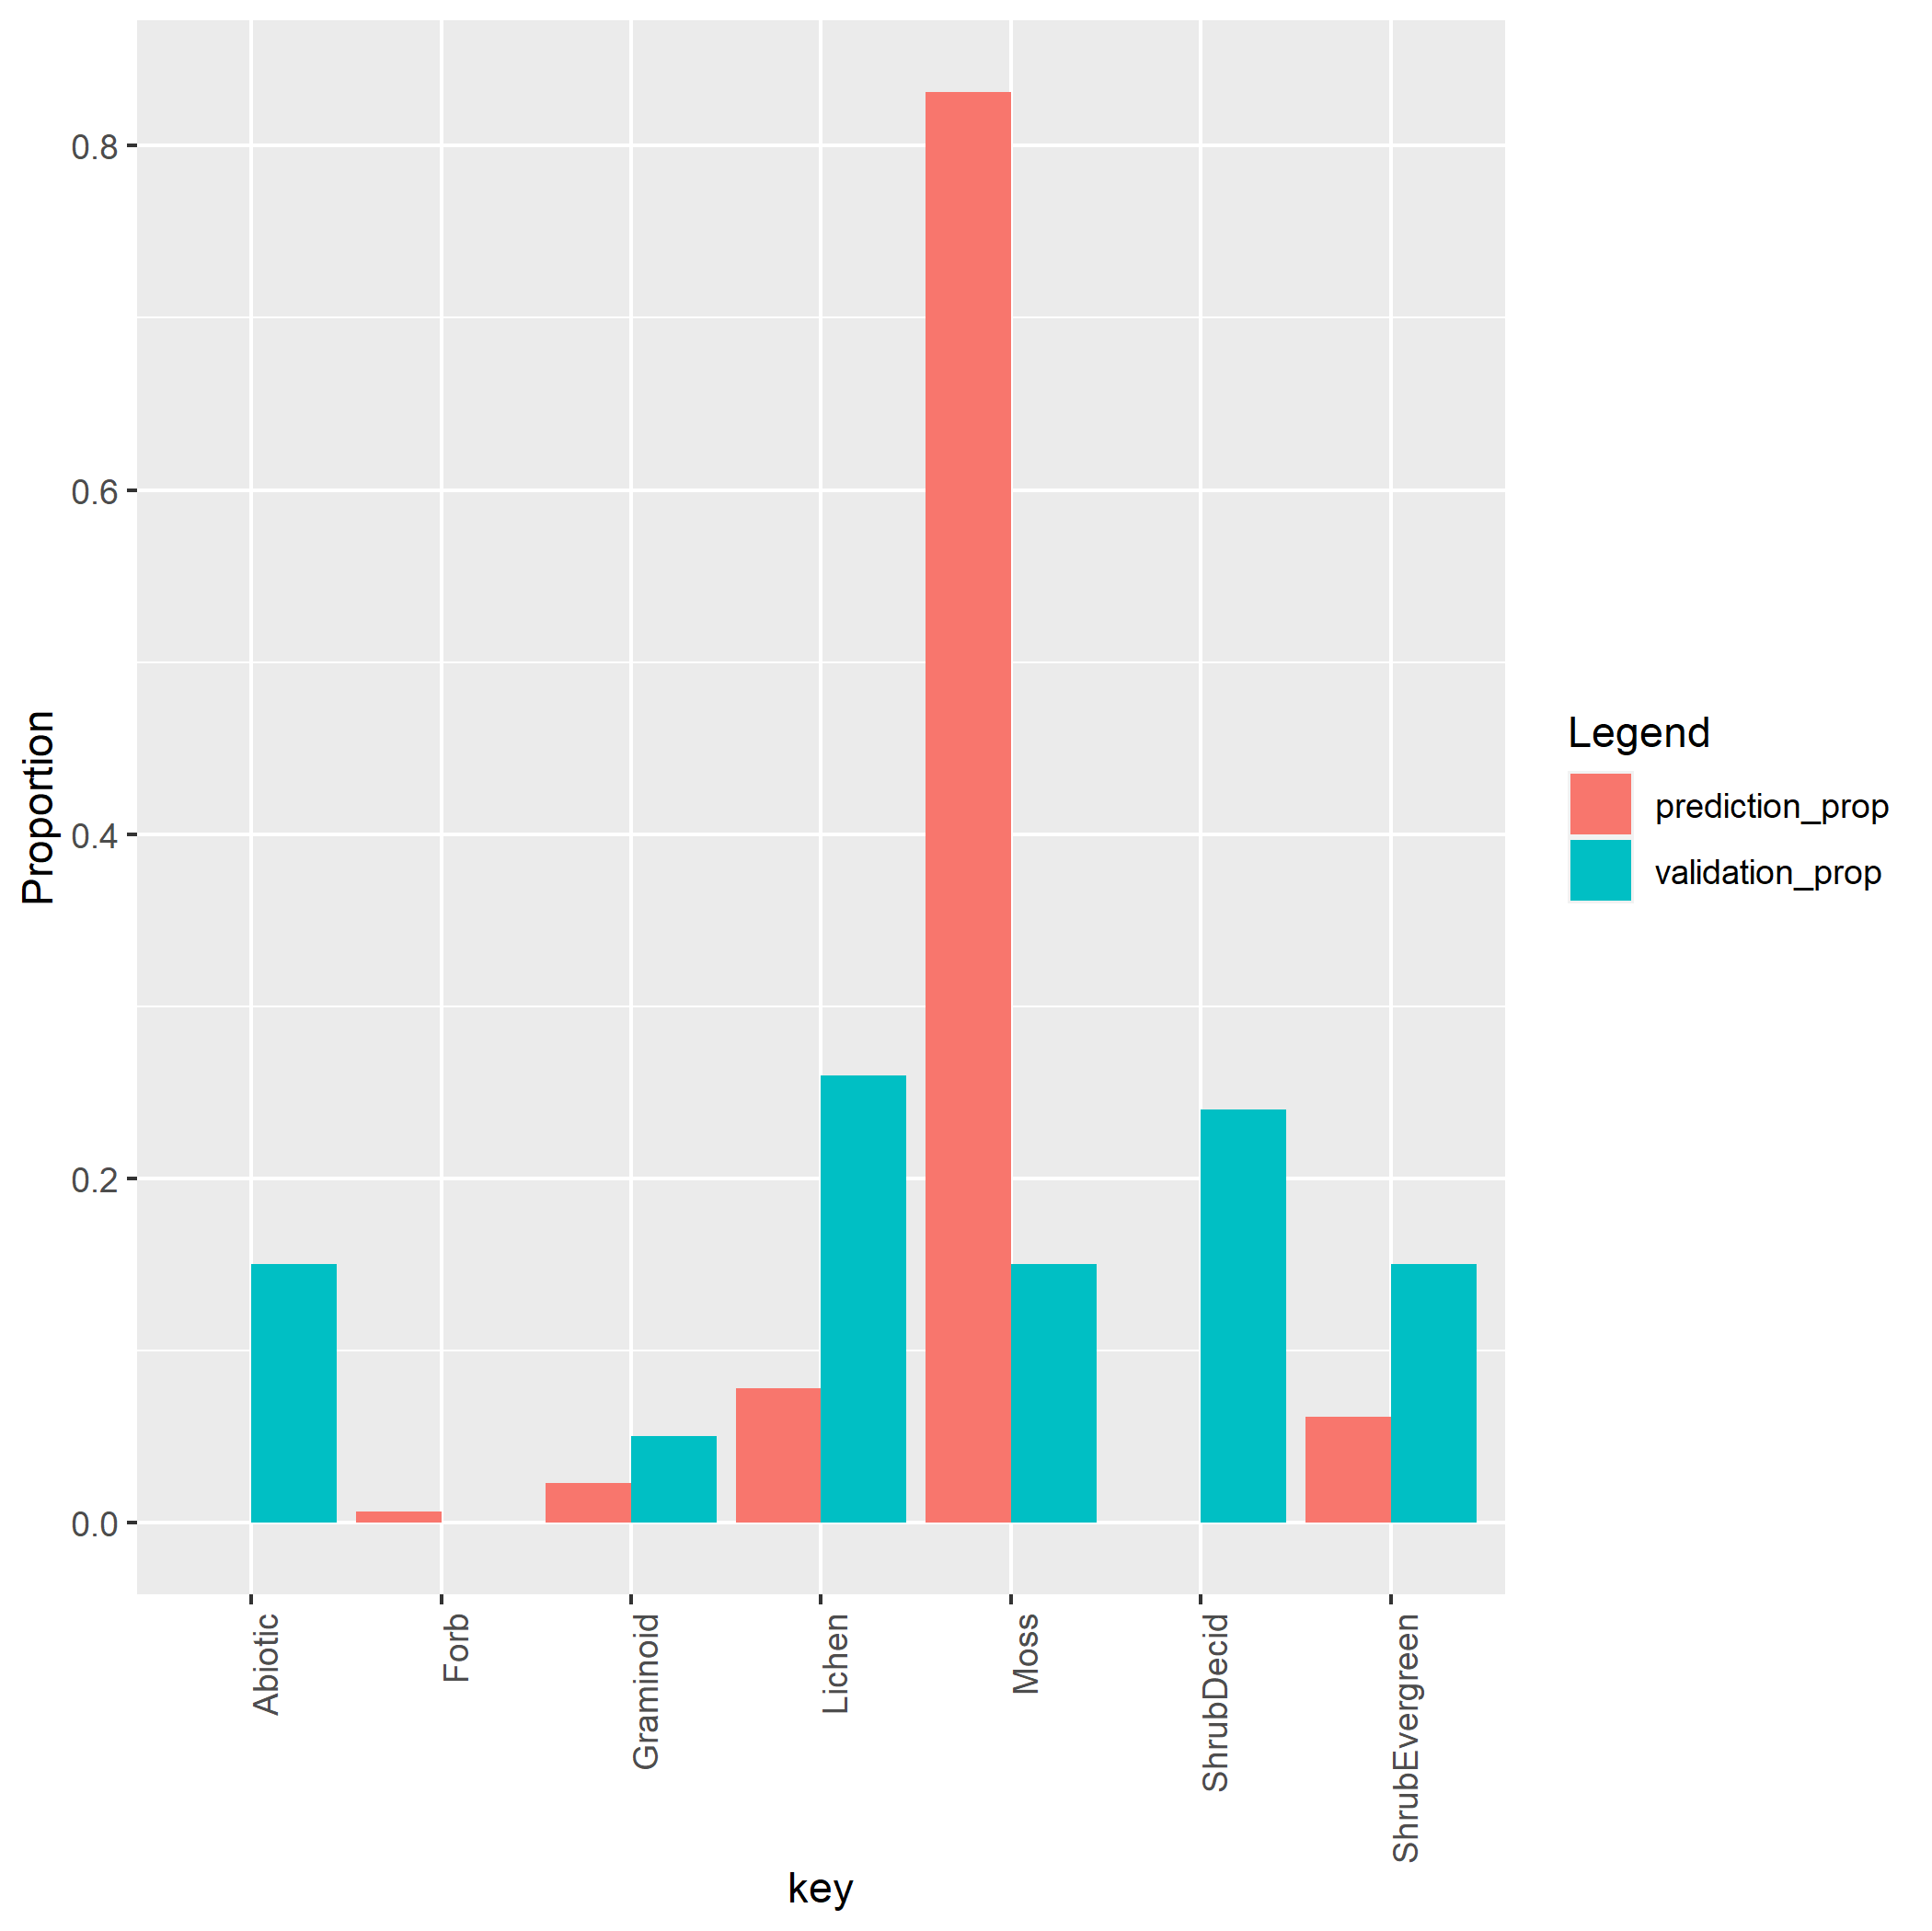 Proportion
0.8
0.6
0.4
0.2
0.0
Abiotic
Forb
Graminoid
Lichen
Moss
ShrubDecid
ShrubEvergreen
key
Legend
prediction_prop
validation_prop